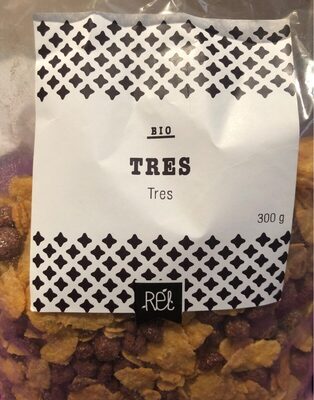 BIO
TRES
Tres
300 g
Rél